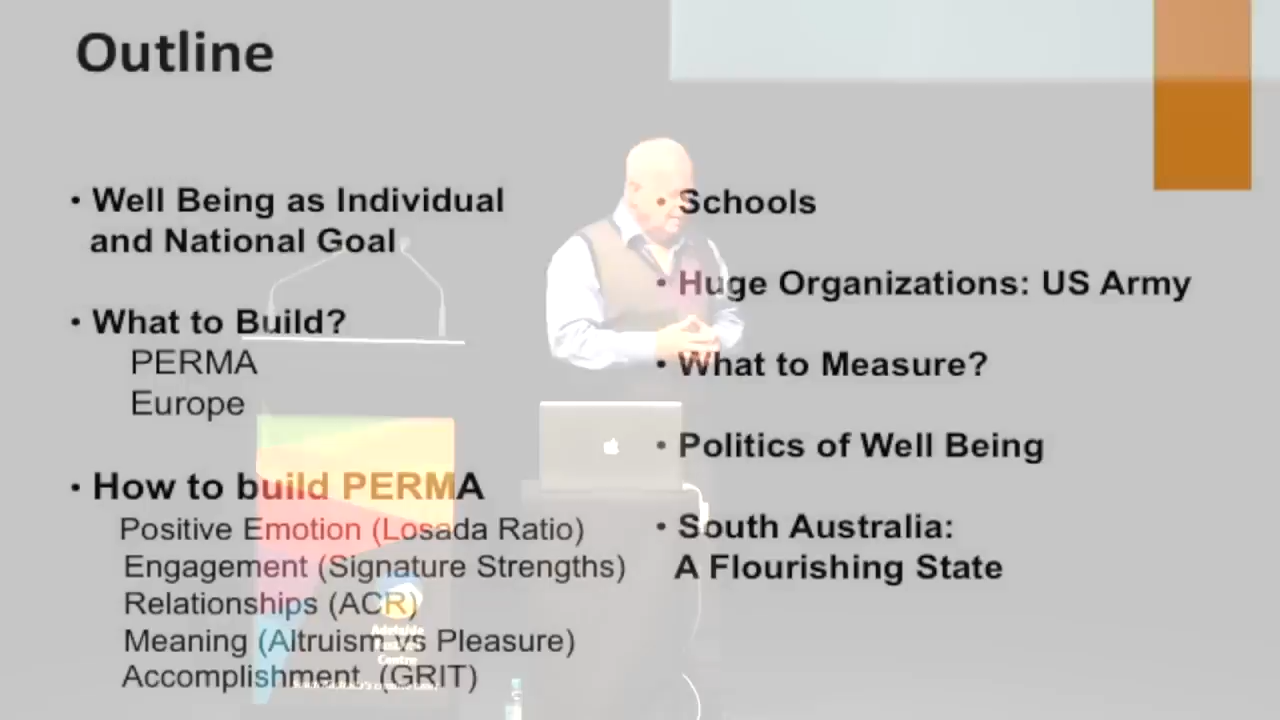 Outline
• Well Being as Individual
and National Goal
• What to Build?
PERMA
Europe
• How to build PERMA
Positive Emotion (Losada Ratio)
Engagement (Signature Strengths)
Relationships (ACR)
Meaning (Altruism vs Pleasure)
Accomplishment (GRIT)
• Schools
• Huge Organizations: US Army
• What to Measure?
• Politics of Well Being
• South Australia:
A Flourishing State
Adelaide
Centre